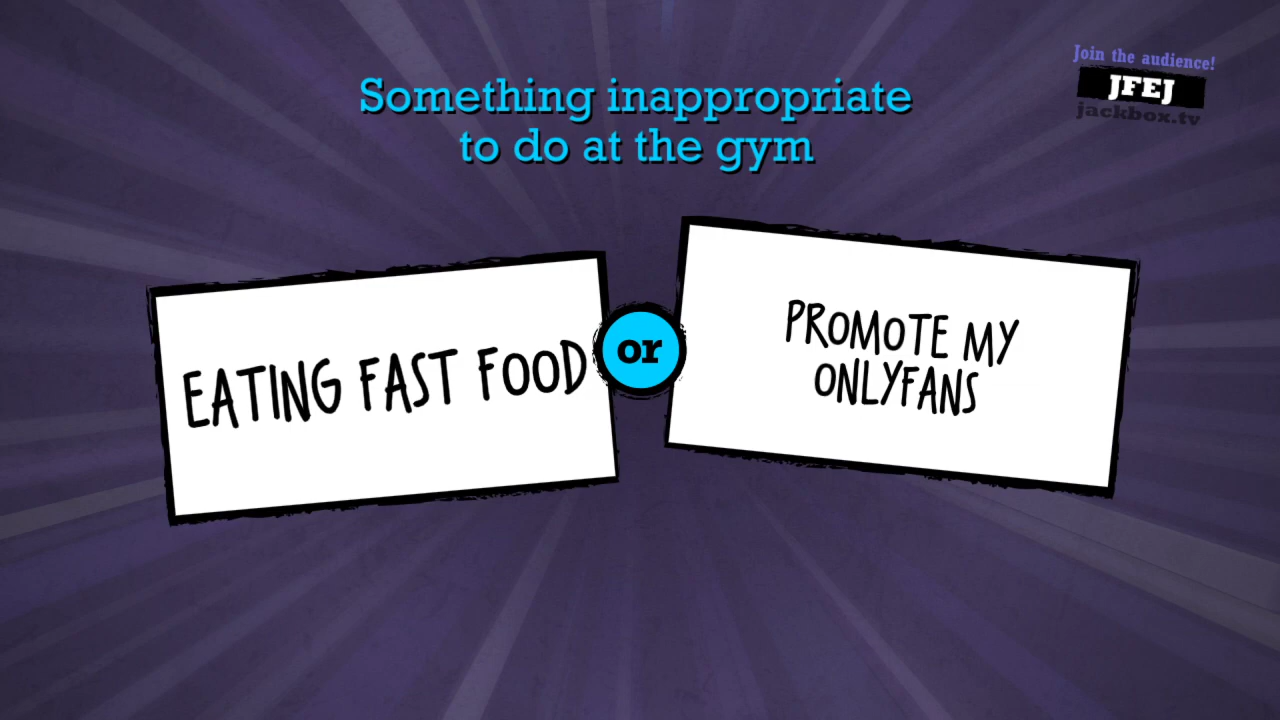 Join the audience!
JFEJ
jackbox.tv
Something inappropriate
to do at the gym
EATING FAST FOOD
or
PROMOTE MY
ONLYFANS